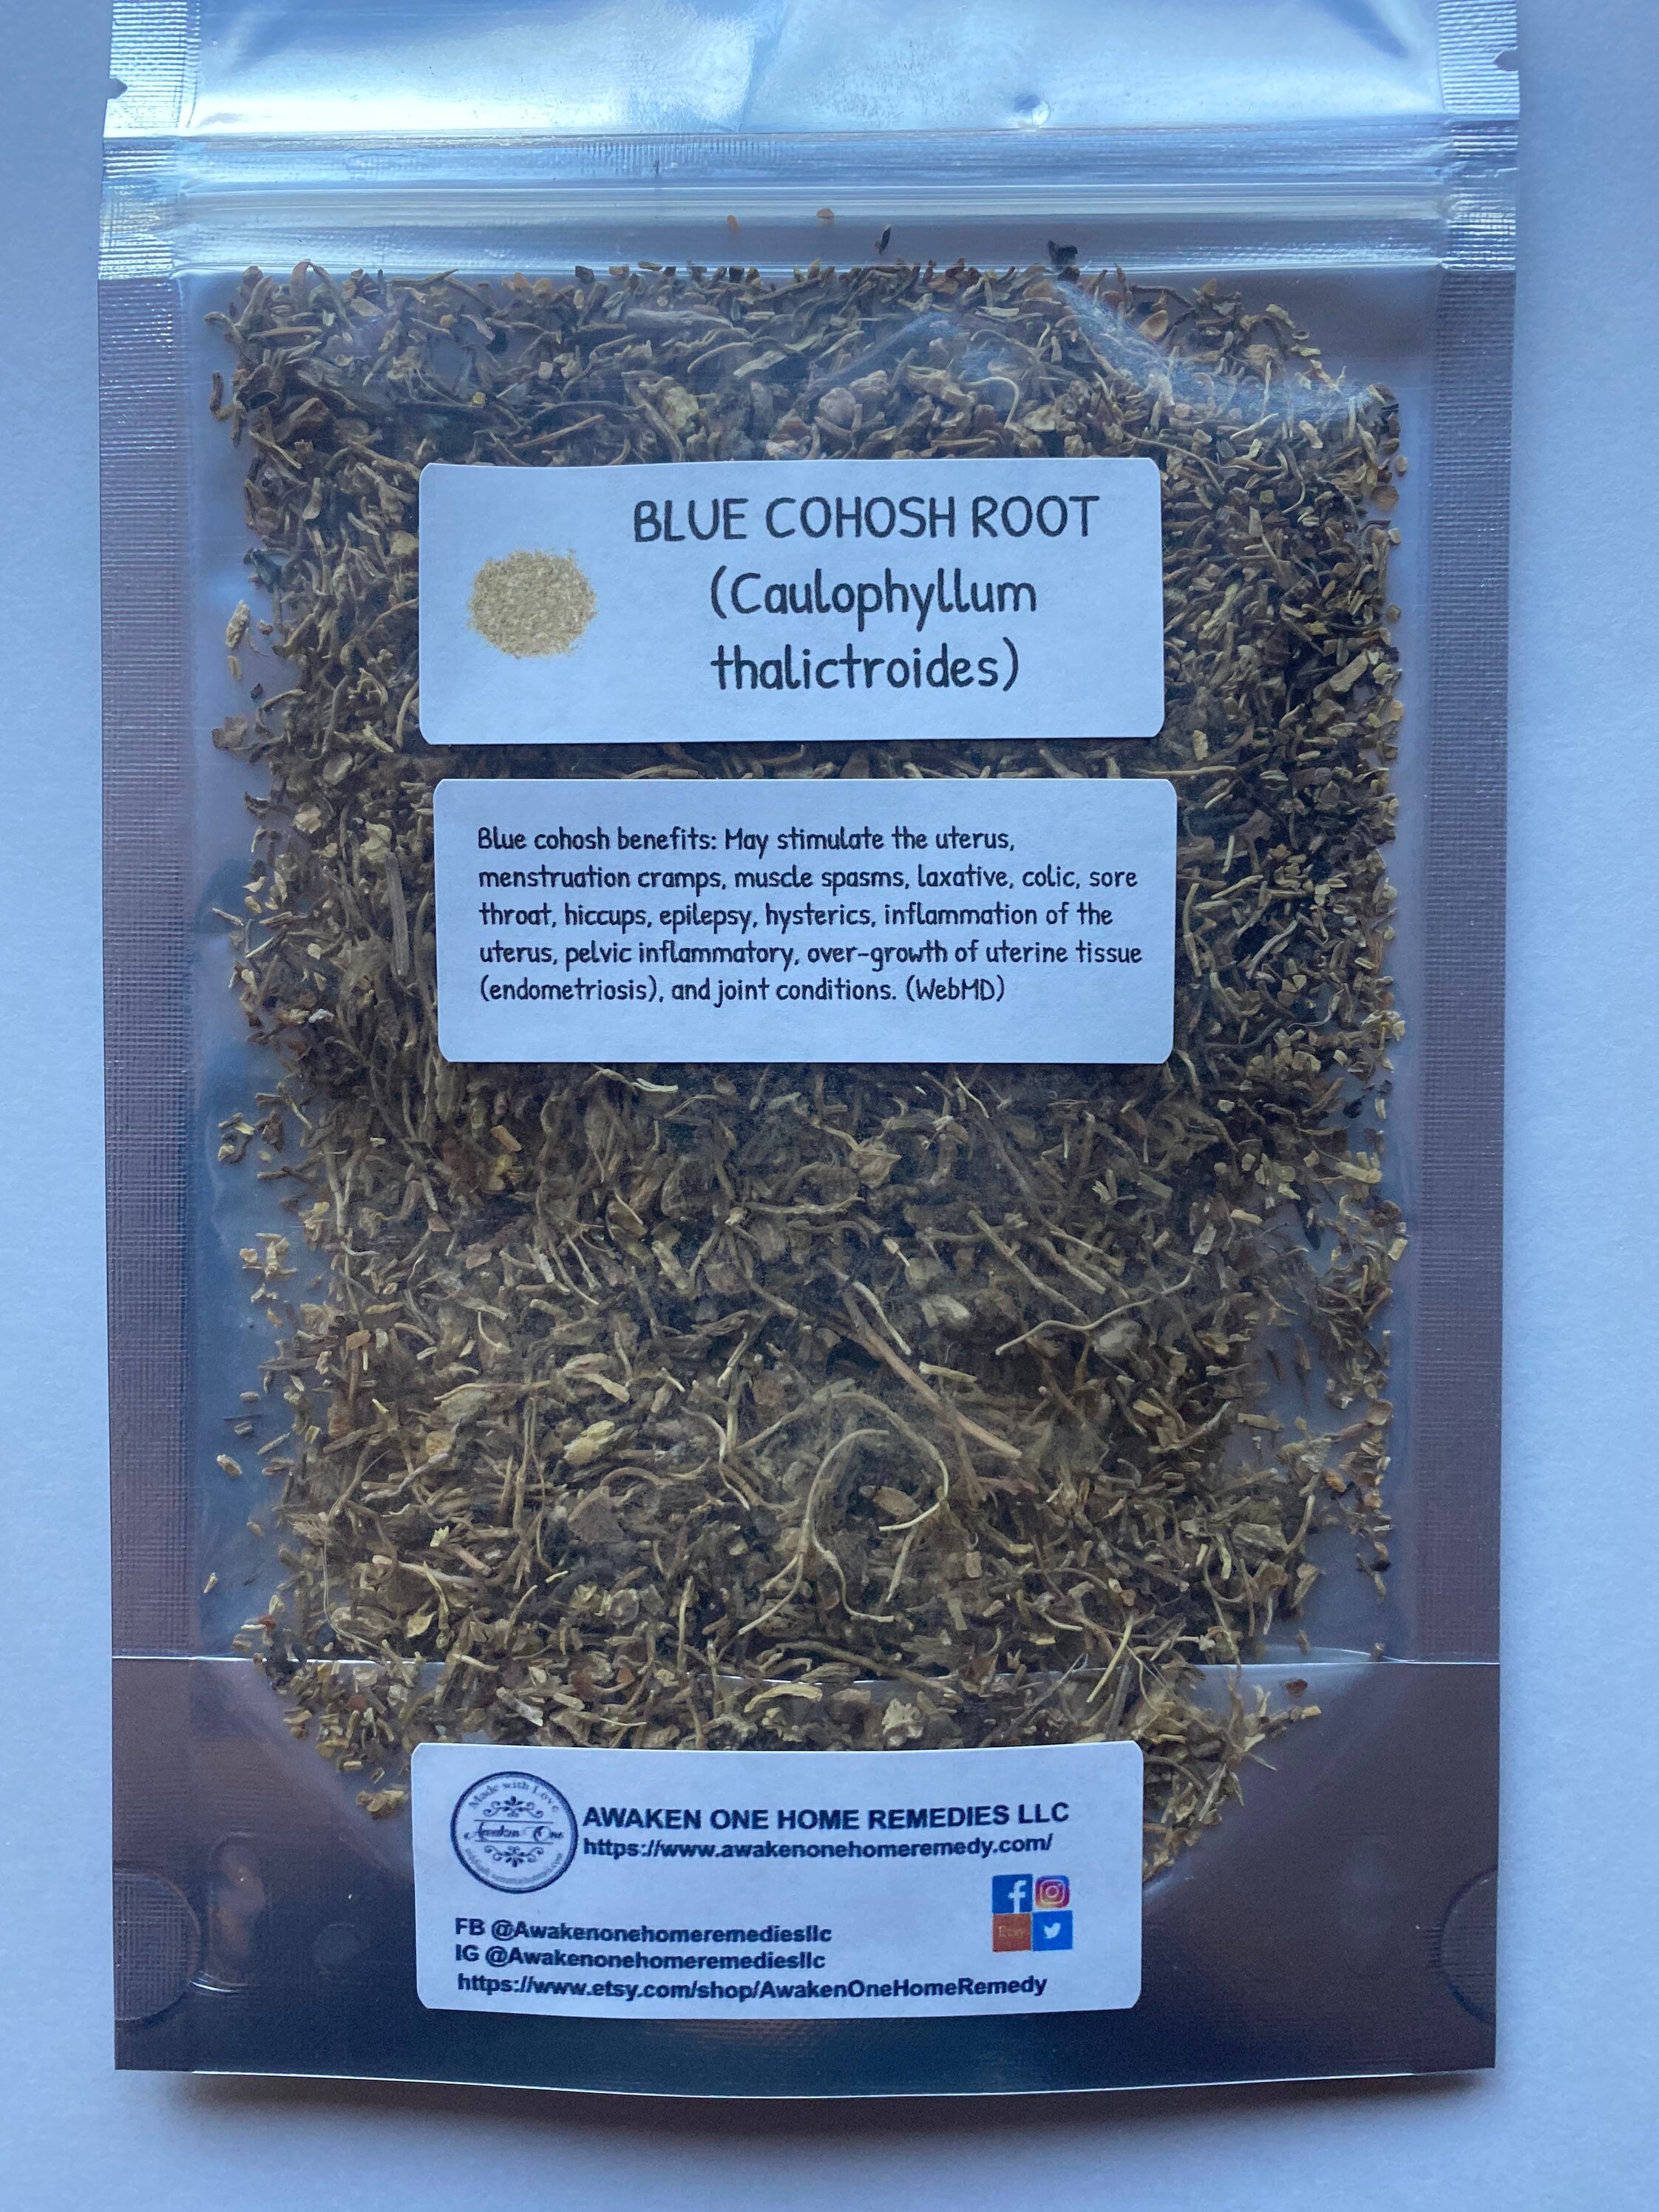 BLUE COHOSH ROOT
(Caulophyllum
thalictroides)
Blue cohosh benefits: May stimulate the uterus,
menstruation cramps, muscle spasms, laxative, colic, sore
throat, hiccups, epilepsy, hysterics, inflammation of the
uterus, pelvic inflammatory, over-growth of uterine tissue
(endometriosis), and joint conditions. (WebMD)
Made with Love
Awaken One
AWAKEN ONE HOME REMEDIES LLC
https://www.awakenonehomeremedy.com/
FB @Awakenonehomeremediesllc
IG @Awakenonehomeremediesllc
Etsy
https://www.etsy.com/shop/AwakenOneHomeRemedy